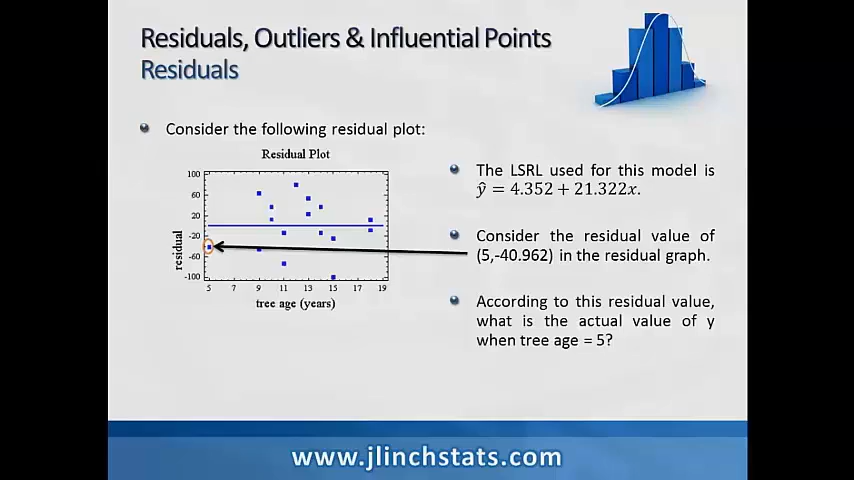 Residuals, Outliers & Influential Points
Residuals
Consider the following residual plot:
Residual Plot
100
60
20
-20
-60
-100
residual
5 7 9 11 13 15 17 19
tree age (years)
The LSRL used for this model is
ŷ = 4.352 + 21.322x.
Consider the residual value of
(5,-40.962) in the residual graph.
According to this residual value,
what is the actual value of y
when tree age = 5?
www.jlinchstats.com